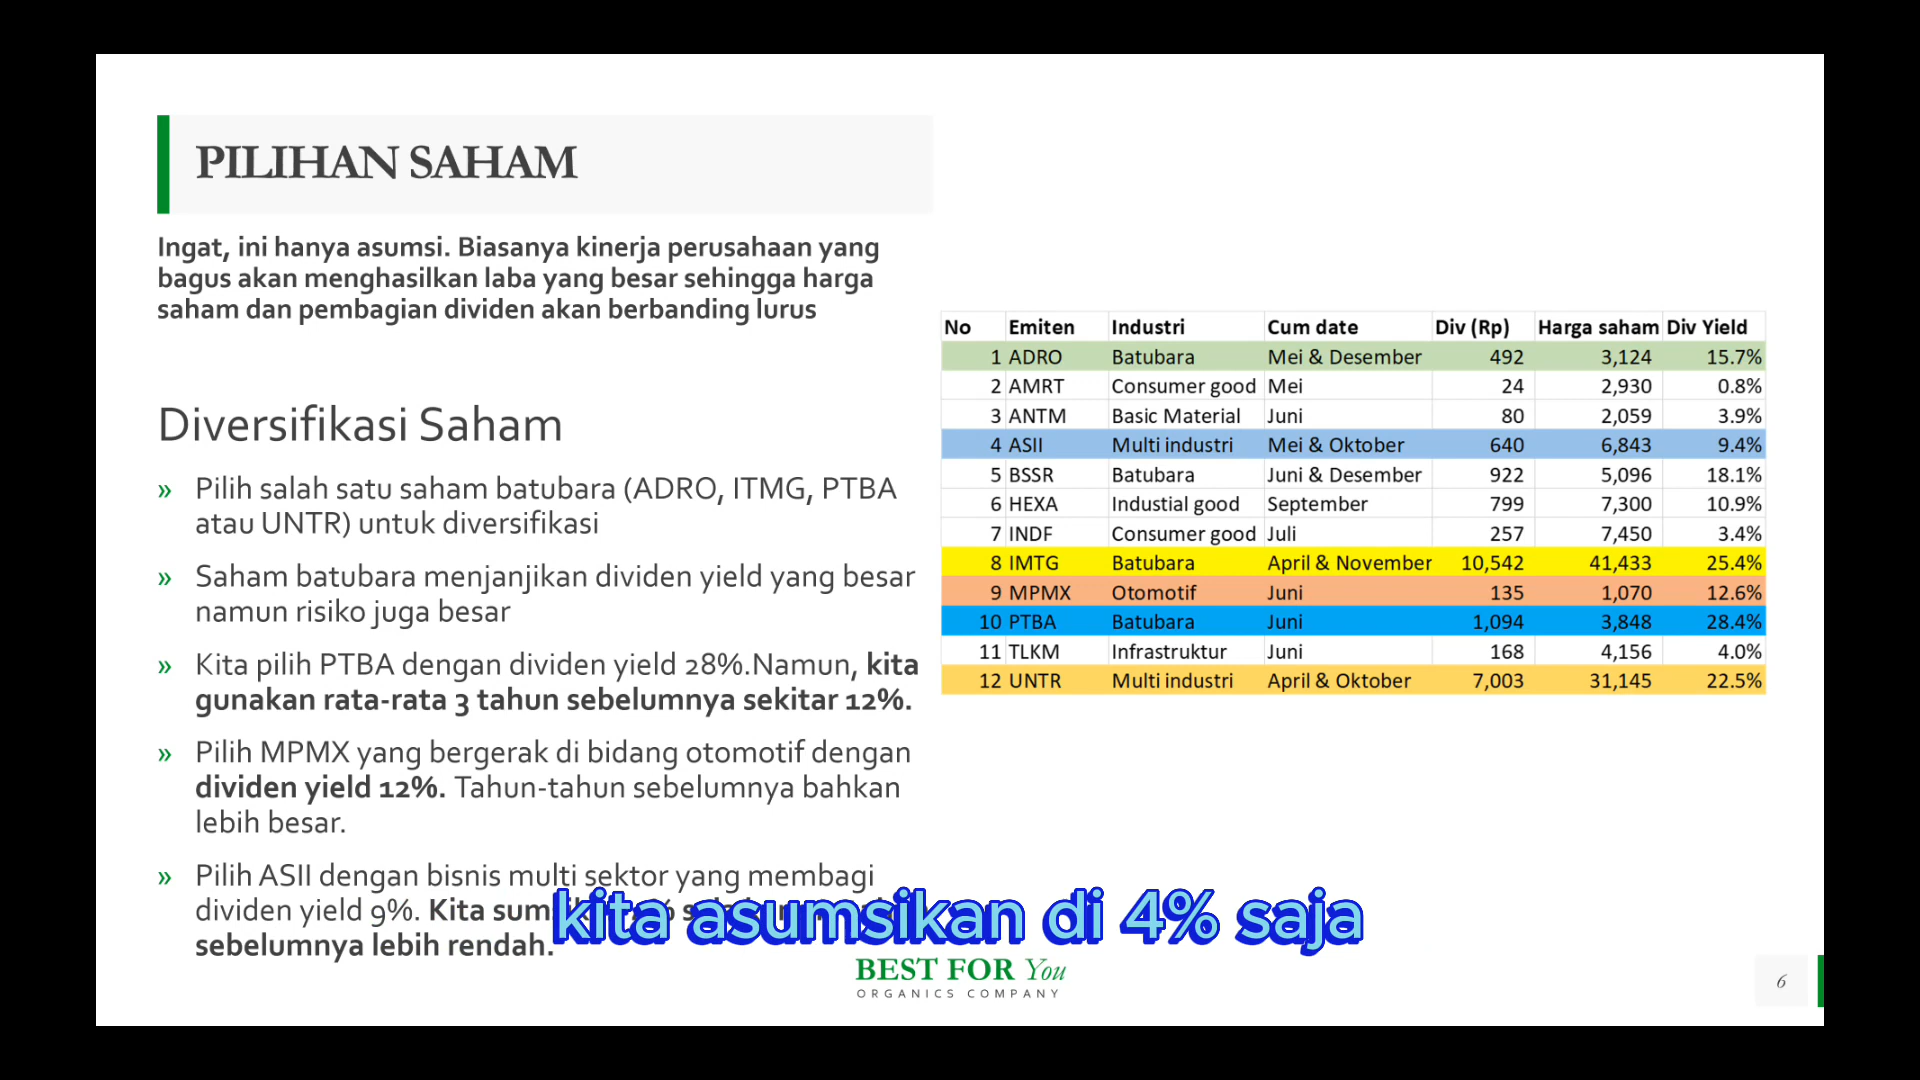 PILIHAN SAHAM
Ingat, ini hanya asumsi. Biasanya kinerja perusahaan yang
bagus akan menghasilkan laba yang besar sehingga harga
saham dan pembagian dividen akan berbanding lurus
Diversifikasi Saham
» Pilih salah satu saham batubara (ADRO, ITMG, PTBA
atau UNTR) untuk diversifikasi
» Saham batubara menjanjikan dividen yield yang besar
namun risiko juga besar
» Kita pilih PTBA dengan dividen yield 28%.Namun, kita
gunakan rata-rata 3 tahun sebelumnya sekitar 12%.
» Pilih MPMX yang bergerak di bidang otomotif dengan
dividen yield 12%. Tahun-tahun sebelumnya bahkan
lebih besar.
» Pilih ASII dengan bisnis multi sektor yang membagi
dividen yield 9%. Kita
sebelumnya lebih rendah.
No Emiten Industri Cum date Div (Rp) Harga saham Div Yield
1 ADRO Batubara Mei & Desember 492 3,124 15.7%
2 AMRT Consumer good Mei 24 2,930 0.8%
3 ANTM Basic Material Juni 80 2,059 3.9%
4 ASII Multi industri Mei & Oktober 640 6,843 9.4%
5 BSSR Batubara Juni & Desember 922 5,096 18.1%
6 HEXA Industial good September 799 7,300 10.9%
7 INDF Consumer good Juli 257 7,450 3.4%
8 IMTG Batubara April & November 10,542 41,433 25.4%
9 MPMX Otomotif Juni 135 1,070 12.6%
10 PTBA Batubara Juni 1,094 3,848 28.4%
11 TLKM Infrastruktur Juni 168 4,156 4.0%
12 UNTR Multi industri April & Oktober 7,003 31,145 22.5%
kita asumsikan di 4% saja
BEST FOR You
ORGANICS COMPANY
6